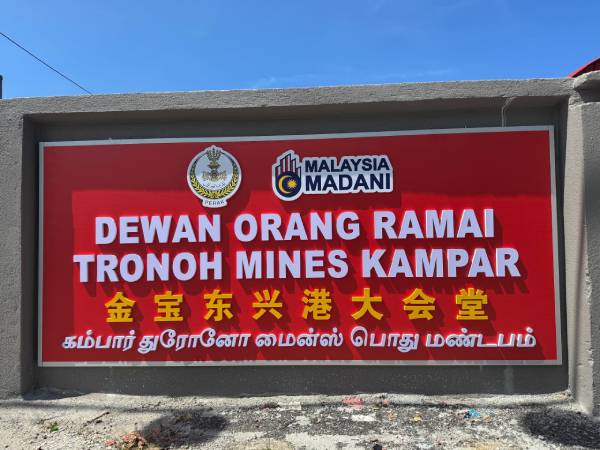 PERAK
MALAYSIA
MADANI
DEWAN ORANG RAMAI
TRONOH MINES KAMPAR
金宝东兴港大会堂
கம்பார் துரோனோ மைன்ஸ் பொது மண்டபம்